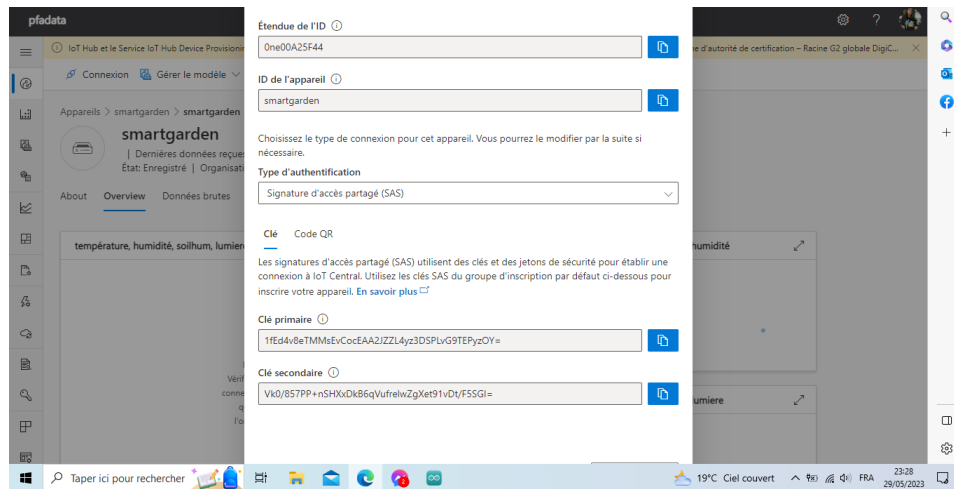 pfadata
Étendue de l'ID
0ne00A25F44
IoT Hub et le Service IoT Hub Device Provisionin
e d'autorité de certification – Racine G2 globale DigiC...
Connexion Gérer le modèle
ID de l'appareil
smartgarden
Appareils > smartgarden > smartgarden
smartgarden
| Dernières données reçues
État: Enregistré | Organisati
Choisissez le type de connexion pour cet appareil. Vous pourrez le modifier par la suite si
nécessaire.
Type d'authentification
Signature d'accès partagé (SAS)
About Overview Données brutes
Clé Code QR
température, humidité, soilhum, lumier
humidité
Les signatures d'accès partagé (SAS) utilisent des clés et des jetons de sécurité pour établir une
connexion à IoT Central. Utilisez les clés SAS du groupe d'inscription par défaut ci-dessous pour
inscrire votre appareil. En savoir plus
Clé primaire
1fEd4v8eTMMsEvCocEAA2JZZL4yz3DSPLvG9TEPyzOY=
Clé secondaire
Vk0/857PP+nSHXxDkB6qVufrelwZgXet91vDt/F5SGI=
Vérif
conne
q
l'o
umiere
Taper ici pour rechercher
2
19°C Ciel couvert
FRA
23:28
29/05/2023